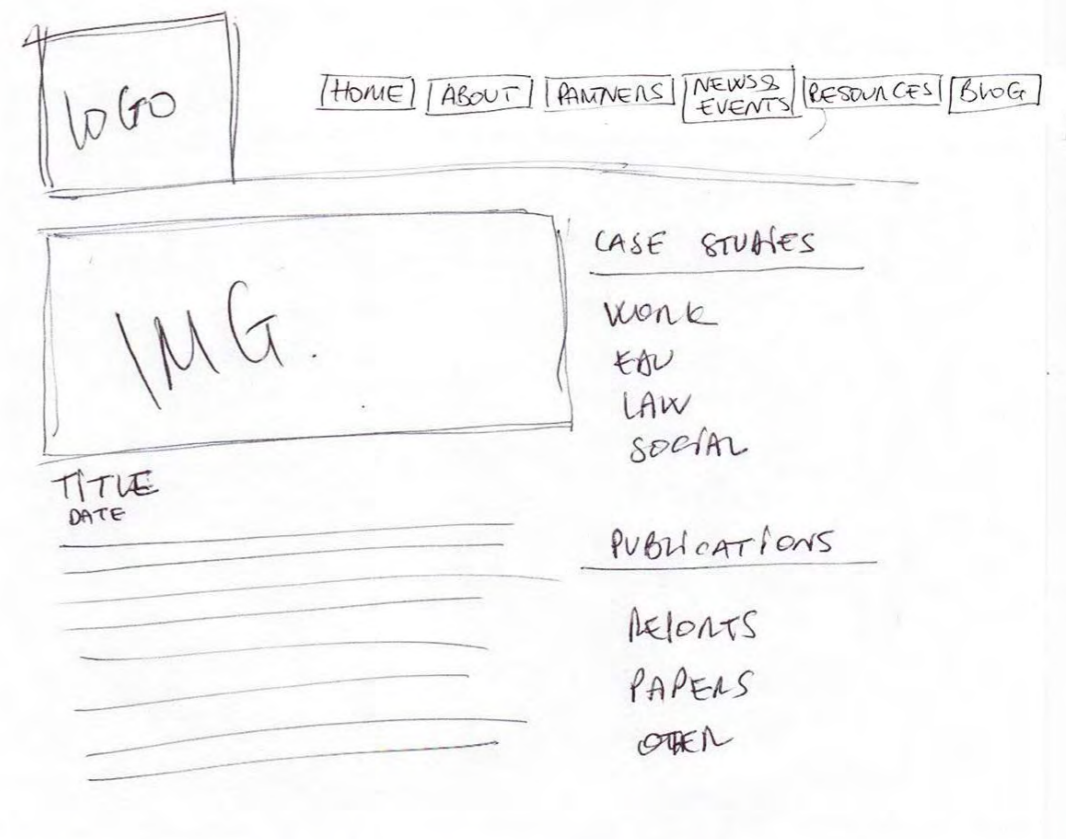 LOGO
HOME ABOUT PARTNERS NEWS & EVENTS RESOURCES BLOG
IMG.
TITLE
DATE
CASE STUDIES
WORK
EDU
LAW
SOCIAL
PUBLICATIONS
REPORTS
PAPERS
OTHER